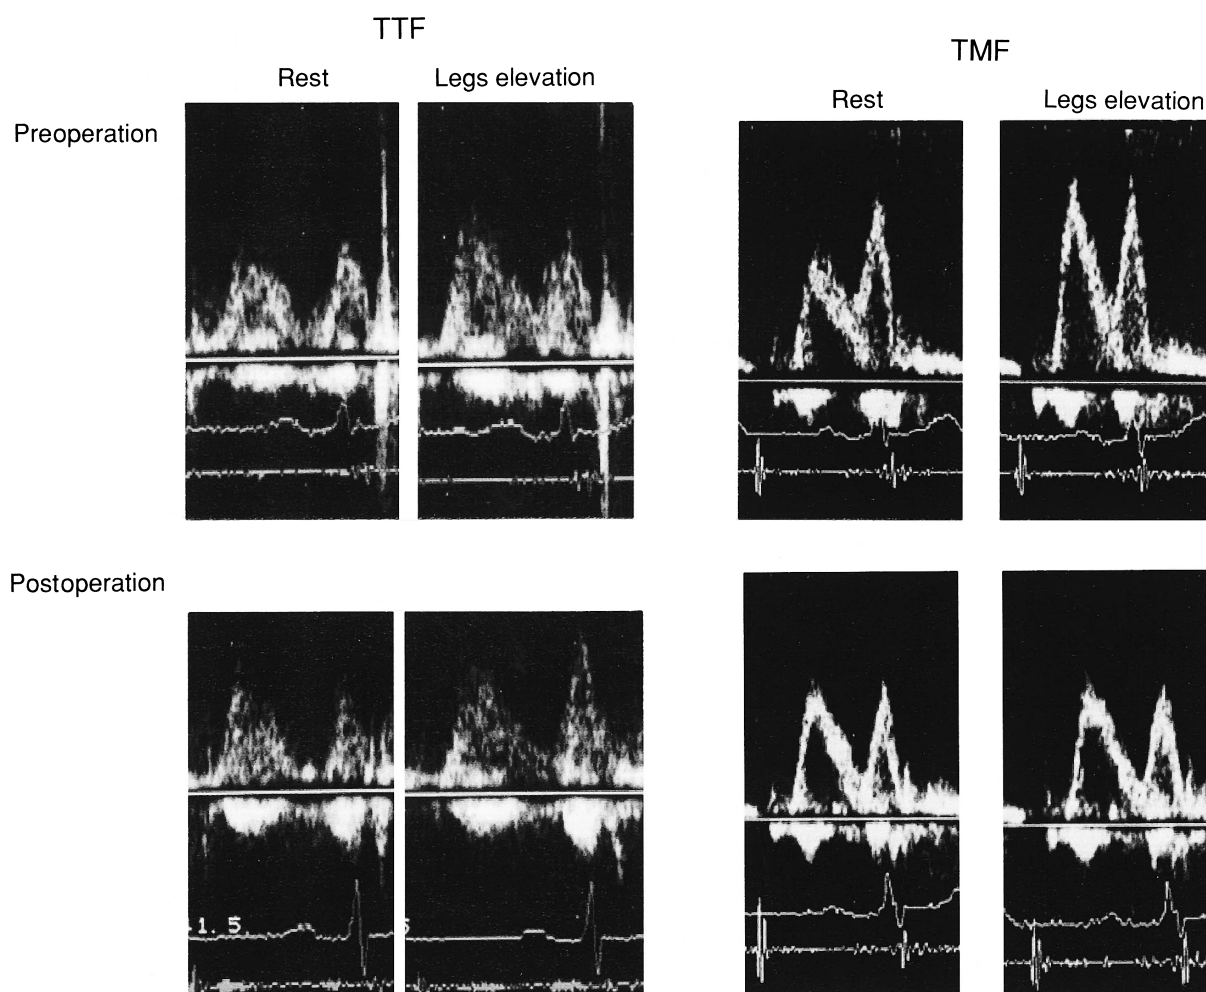 TTF
TMF
Rest
Legs elevation
Rest
Legs elevation
Preoperation
Postoperation
1. 5.